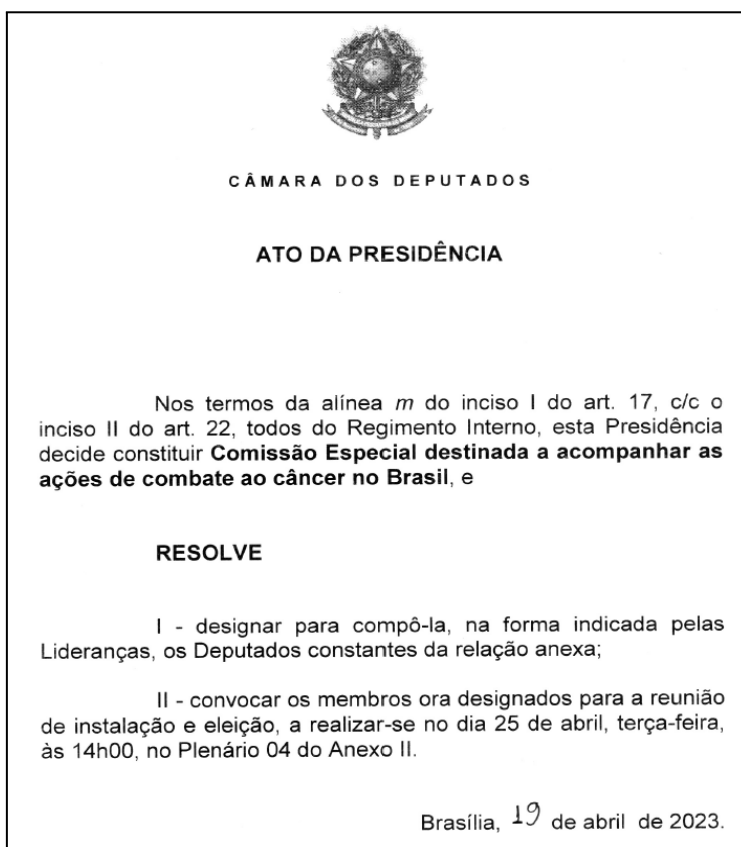 CÂMARA DOS DEPUTADOS
ATO DA PRESIDÊNCIA
Nos termos da alínea m do inciso I do art. 17, c/c o
inciso II do art. 22, todos do Regimento Interno, esta Presidência
decide constituir Comissão Especial destinada a acompanhar as
ações de combate ao câncer no Brasil, e
RESOLVE
I - designar para compô-la, na forma indicada pelas
Lideranças, os Deputados constantes da relação anexa;
II - convocar os membros ora designados para a reunião
de instalação e eleição, a realizar-se no dia 25 de abril, terça-feira,
às 14h00, no Plenário 04 do Anexo II.
Brasília, 19 de abril de 2023.